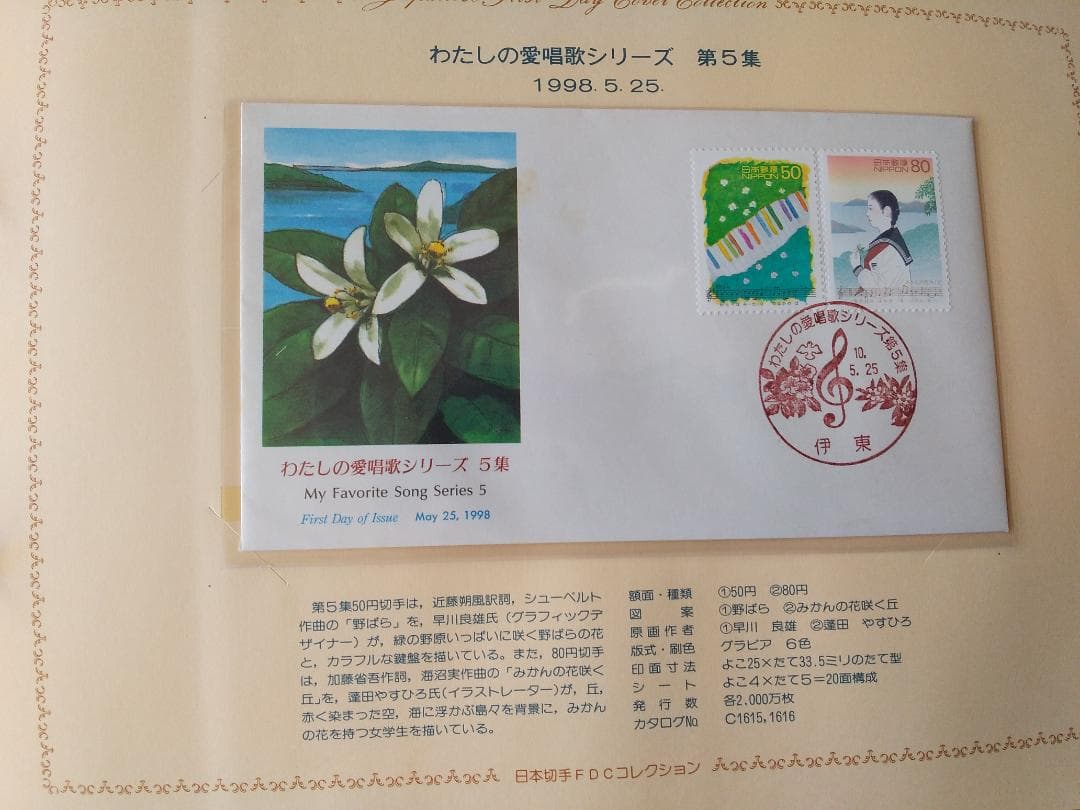 Japanese First Day Cover Collection
わたしの愛唱歌シリーズ 第5集
1998.5.25.
日本郵便
NIPPON 50
日本郵便
NIPPON 80
わたしの愛唱歌シリーズ第5集
10.
5.25
伊東
わたしの愛唱歌シリーズ 5集
My Favorite Song Series 5
First Day of Issue May 25, 1998
第5集50円切手は,近藤朔風訳詞,シューベルト
作曲の「野ばら」を,早川良雄氏(グラフィックデ
ザイナー)が,緑の野原いっぱいに咲く野ばらの花
と,カラフルな鍵盤を描いている。また,80円切手
は,加藤省吾作詞,海沼実作曲の「みかんの花咲く
丘」を,蓬田やすひろ氏(イラストレーター)が,丘,
赤く染まった空,海に浮かぶ島々を背景に,みかん
の花を持つ女学生を描いている。
額面・種類 ①50円 ②80円
図案 ①野ばら ②みかんの花咲く丘
原画作者 ①早川 良雄 ②蓬田 やすひろ
版式・刷色 グラビア 6色
印面寸法 よこ25×たて33.5ミリのたて型
シート よこ4×たて5=20面構成
発行数 各2,000万枚
カタログNo C1615,1616
日本切手FDCコレクション